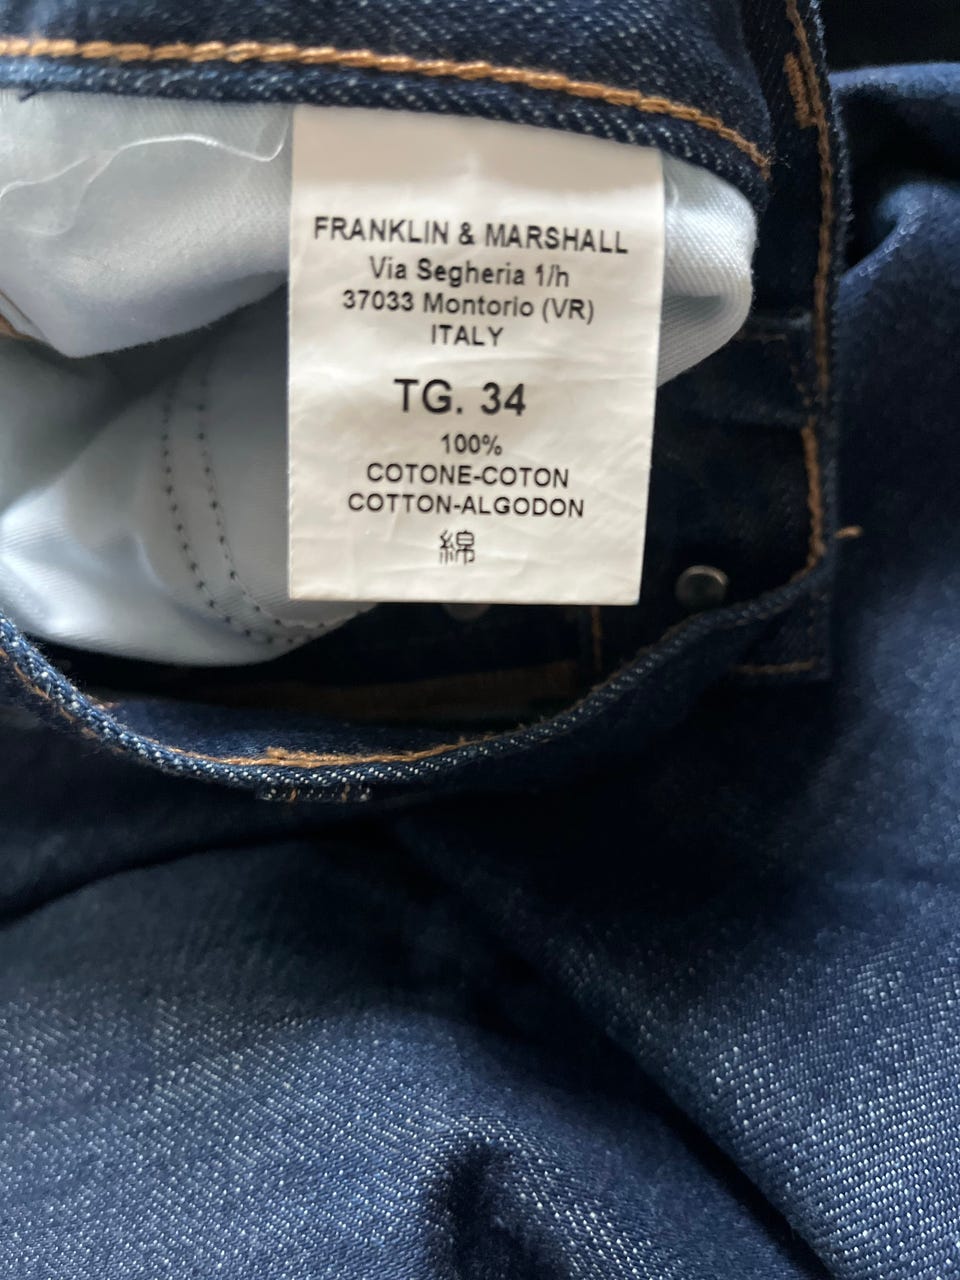 FRANKLIN & MARSHALL
Via Segheria 1/h
37033 Montorio (VR)
ITALY
TG. 34
100%
COTONE-COTON
COTTON-ALGODON
綿